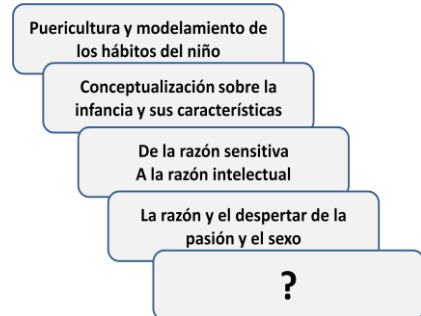 Puericultura y modelamiento de
los hábitos del niño
Conceptualización sobre la
infancia y sus características
De la razón sensitiva
A la razón intelectual
La razón y el despertar de la
pasión y el sexo
?